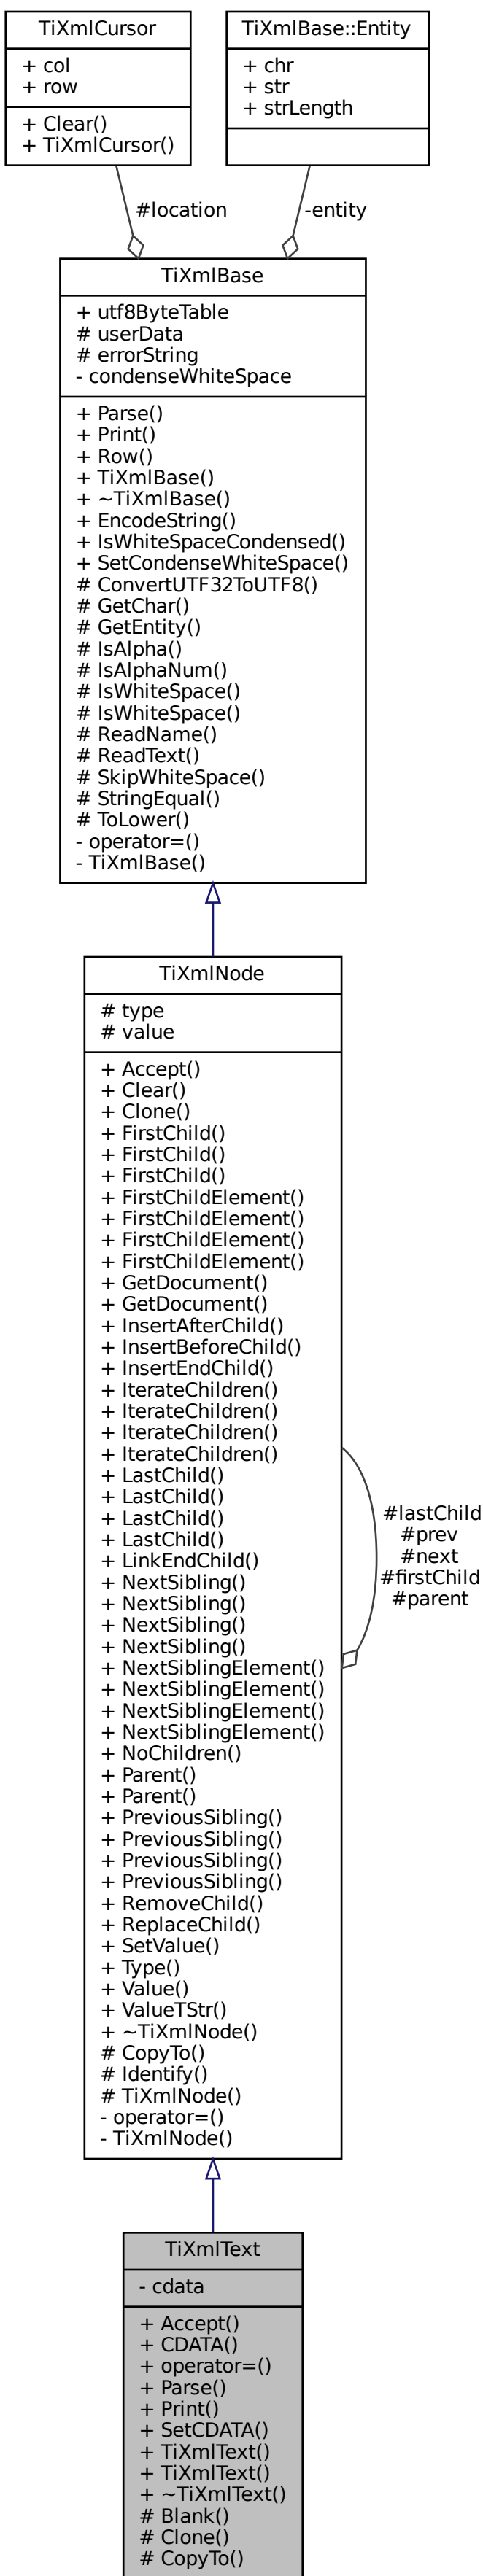 TiXmlCursor
+ col
+ row
+ Clear()
+ TiXmlCursor()
TiXmlBase::Entity
+ chr
+ str
+ strLength
#location
-entity
TiXmlBase
+ utf8ByteTable
# userData
# errorString
- condenseWhiteSpace
+ Parse()
+ Print()
+ Row()
+ TiXmlBase()
+ ~TiXmlBase()
+ EncodeString()
+ IsWhiteSpaceCondensed()
+ SetCondenseWhiteSpace()
# ConvertUTF32ToUTF8()
# GetChar()
# GetEntity()
# IsAlpha()
# IsAlphaNum()
# IsWhiteSpace()
# IsWhiteSpace()
# ReadName()
# ReadText()
# SkipWhiteSpace()
# StringEqual()
# ToLower()
- operator=()
- TiXmlBase()
TiXmlNode
# type
# value
+ Accept()
+ Clear()
+ Clone()
+ FirstChild()
+ FirstChild()
+ FirstChild()
+ FirstChildElement()
+ FirstChildElement()
+ FirstChildElement()
+ FirstChildElement()
+ GetDocument()
+ GetDocument()
+ InsertAfterChild()
+ InsertBeforeChild()
+ InsertEndChild()
+ IterateChildren()
+ IterateChildren()
+ IterateChildren()
+ IterateChildren()
+ LastChild()
+ LastChild()
+ LastChild()
+ LastChild()
+ LinkEndChild()
+ NextSibling()
+ NextSibling()
+ NextSibling()
+ NextSibling()
+ NextSiblingElement()
+ NextSiblingElement()
+ NextSiblingElement()
+ NextSiblingElement()
+ NoChildren()
+ Parent()
+ Parent()
+ PreviousSibling()
+ PreviousSibling()
+ PreviousSibling()
+ PreviousSibling()
+ RemoveChild()
+ ReplaceChild()
+ SetValue()
+ Type()
+ Value()
+ ValueTStr()
+ ~TiXmlNode()
# CopyTo()
# Identify()
# TiXmlNode()
- operator=()
- TiXmlNode()
#lastChild
#prev
#next
#firstChild
#parent
TiXmlText
- cdata
+ Accept()
+ CDATA()
+ operator=()
+ Parse()
+ Print()
+ SetCDATA()
+ TiXmlText()
+ TiXmlText()
+ ~TiXmlText()
# Blank()
# Clone()
# CopyTo()